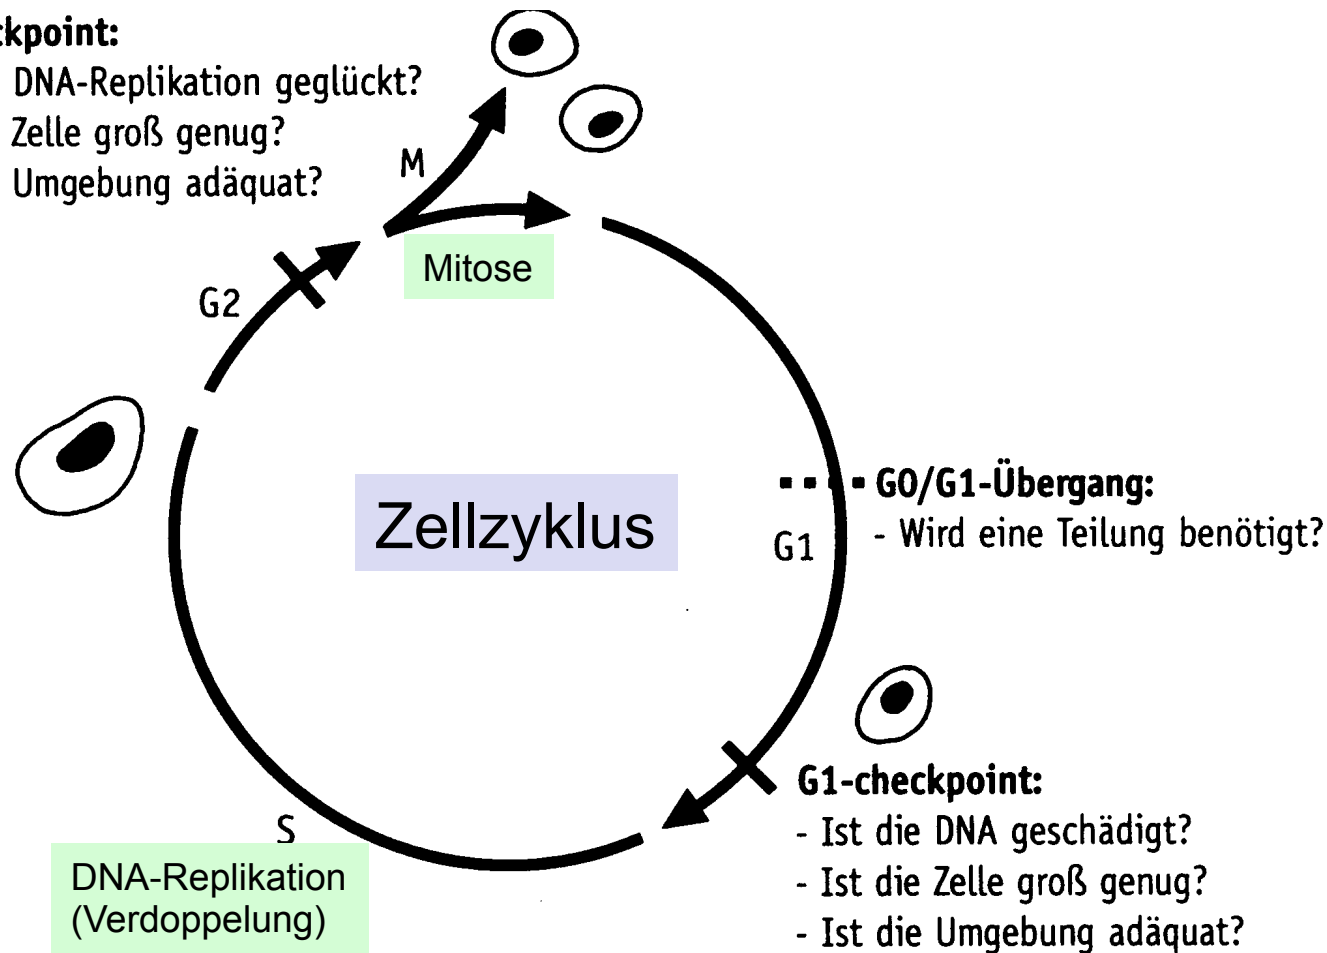 ckpoint:
DNA-Replikation geglückt?
Zelle groß genug?
Umgebung adäquat?
M
Mitose
G2
Zellzyklus
G0/G1-Übergang:
- Wird eine Teilung benötigt?
G1
G1-checkpoint:
- Ist die DNA geschädigt?
- Ist die Zelle groß genug?
- Ist die Umgebung adäquat?
S
DNA-Replikation
(Verdoppelung)